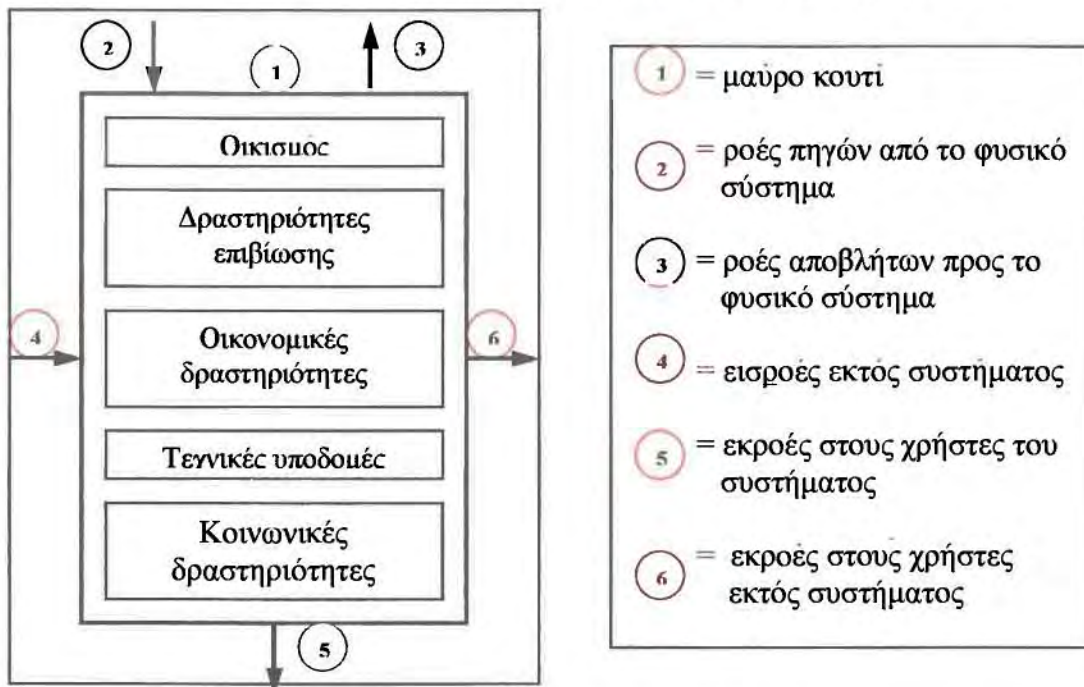 2
3
1
Οικισμός
Δραστηριότητες
επιβίωσης
4
Οικονομικές
δραστηριότητες
6
Τεχνικές υποδομές
Κοινωνικές
δραστηριότητες
5
1 = μαύρο κουτί
2 = ροές πηγών από το φυσικό
σύστημα
3 = ροές αποβλήτων προς το
φυσικό σύστημα
4 = εισροές εκτός συστήματος
5 = εκροές στους χρήστες του
συστήματος
6 = εκροές στους χρήστες
εκτός συστήματος